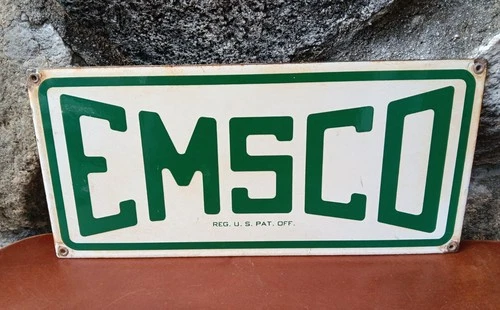 EMSCO
REG. U. S. PAT. OFF.